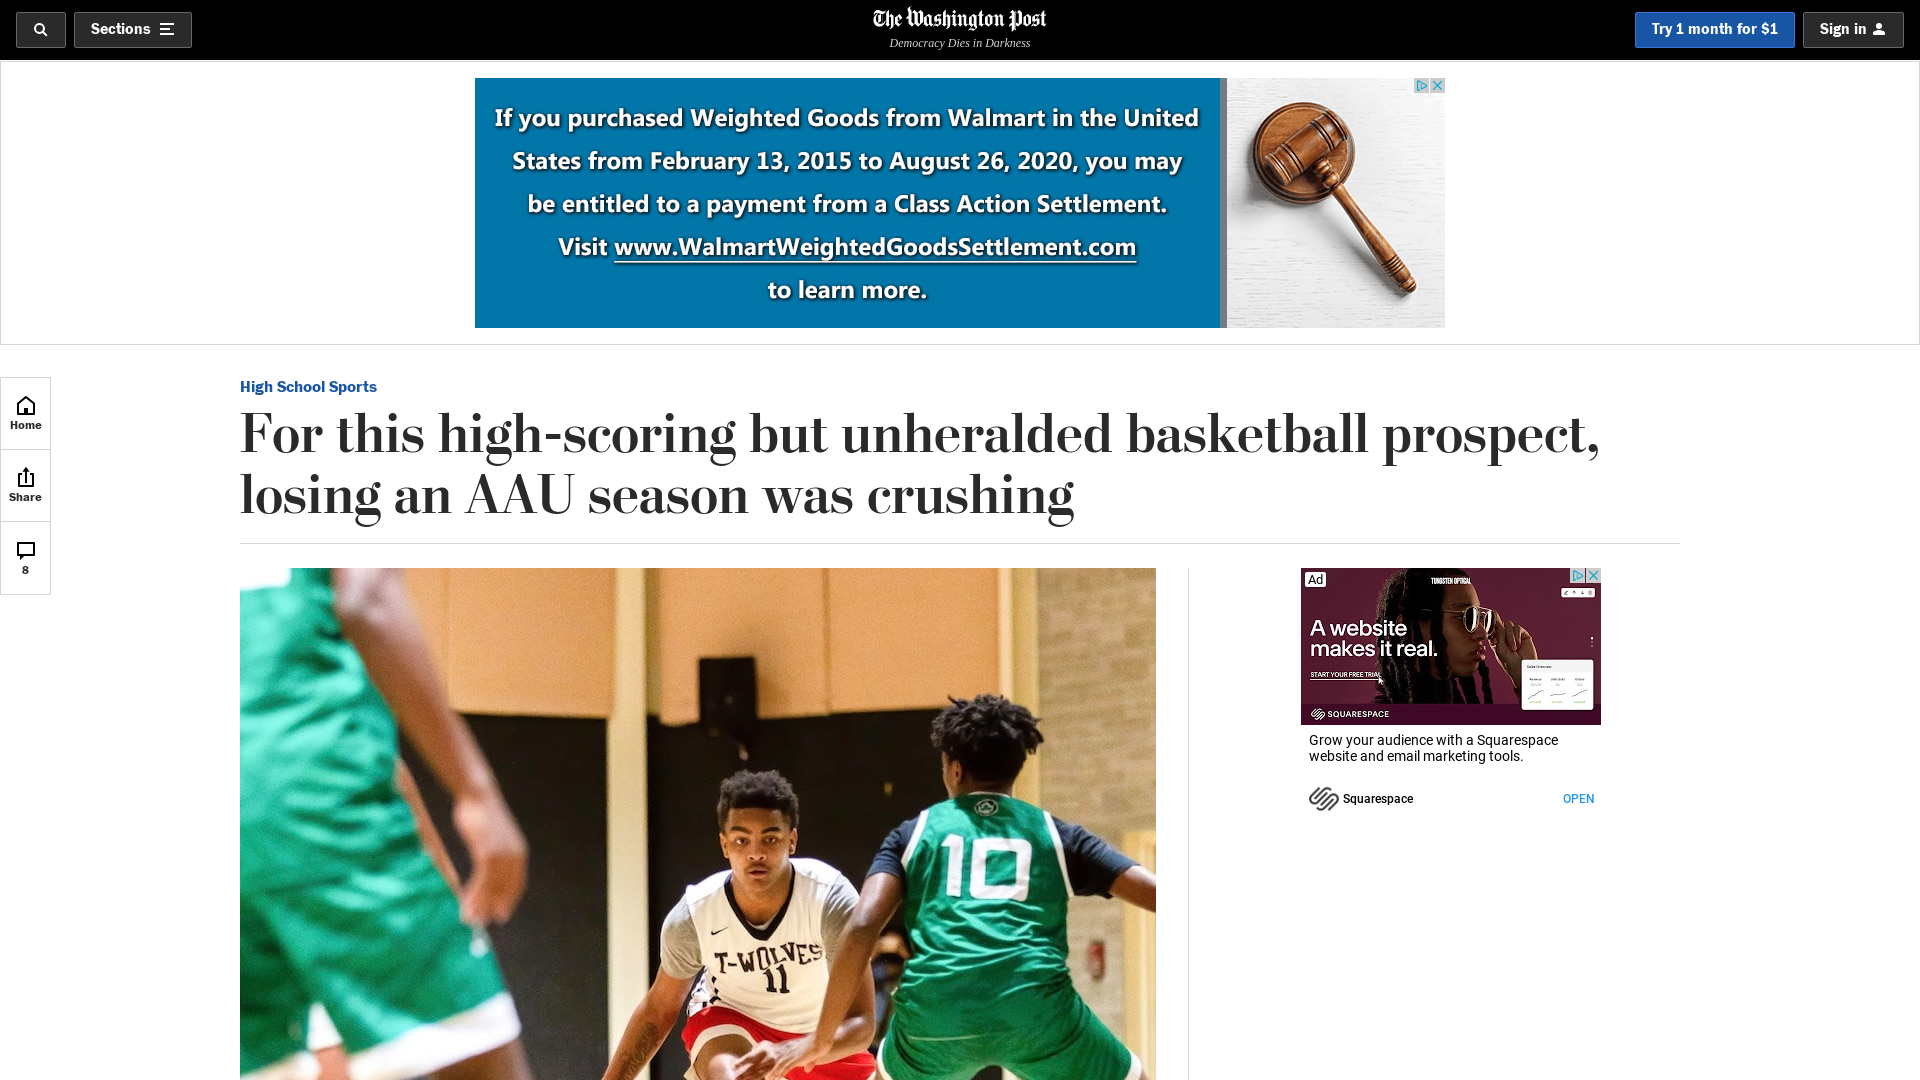 Sections
The Washington Post
Democracy Dies in Darkness
Try 1 month for $1
Sign in
If you purchased Weighted Goods from Walmart in the United
States from February 13, 2015 to August 26, 2020, you may
be entitled to a payment from a Class Action Settlement.
Visit www.WalmartWeightedGoodsSettlement.com
to learn more.
Home
Share
8
High School Sports
For this high-scoring but unheralded basketball prospect,
losing an AAU season was crushing
T-WOLVES
11
10
Ad
TUNGSTEN OPTICAL
A website
makes it real.
START YOUR FREE TRIAL
Sales Overview
SQUARESPACE
Grow your audience with a Squarespace
website and email marketing tools.
Squarespace
OPEN